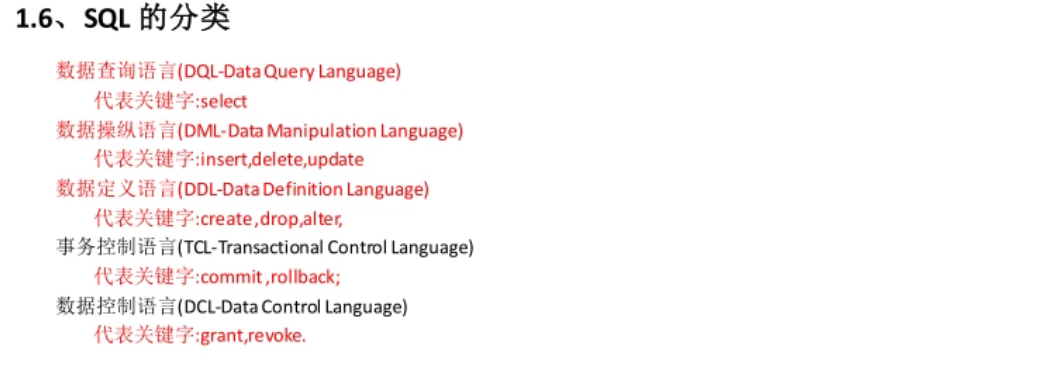 1.6、SQL 的分类
数据查询语言(DQL-Data Query Language)
代表关键字:select
数据操纵语言(DML-Data Manipulation Language)
代表关键字:insert,delete,update
数据定义语言(DDL-Data Definition Language)
代表关键字:create ,drop,alter,
事务控制语言(TCL-Transactional Control Language)
代表关键字:commit ,rollback;
数据控制语言(DCL-Data Control Language)
代表关键字:grant,revoke.